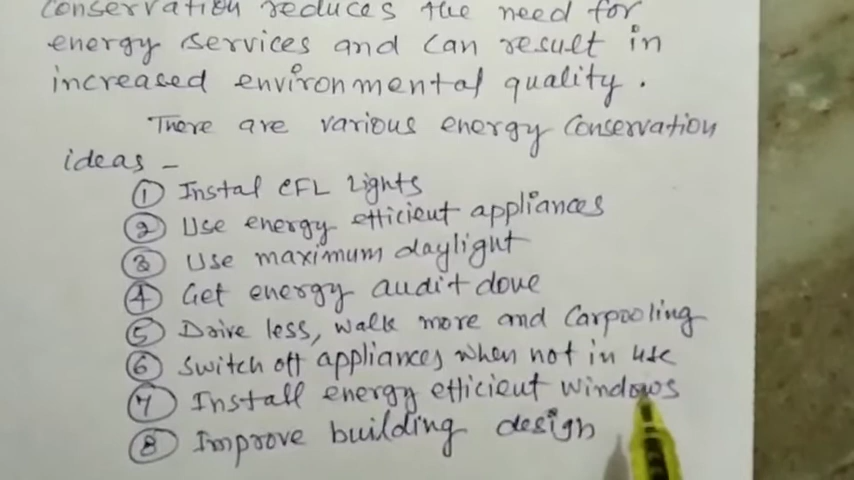 conservation reduces the need for
energy services and can result in
increased environmental quality.
There are various energy conservation
ideas -
① Instal CFL Lights
② Use energy efficient appliances
③ Use maximum daylight
④ Get energy audit done
⑤ Drive less, walk more and Carpooling
⑥ Switch off appliances when not in use
⑦ Install energy efficient windows
⑧ Improve building design